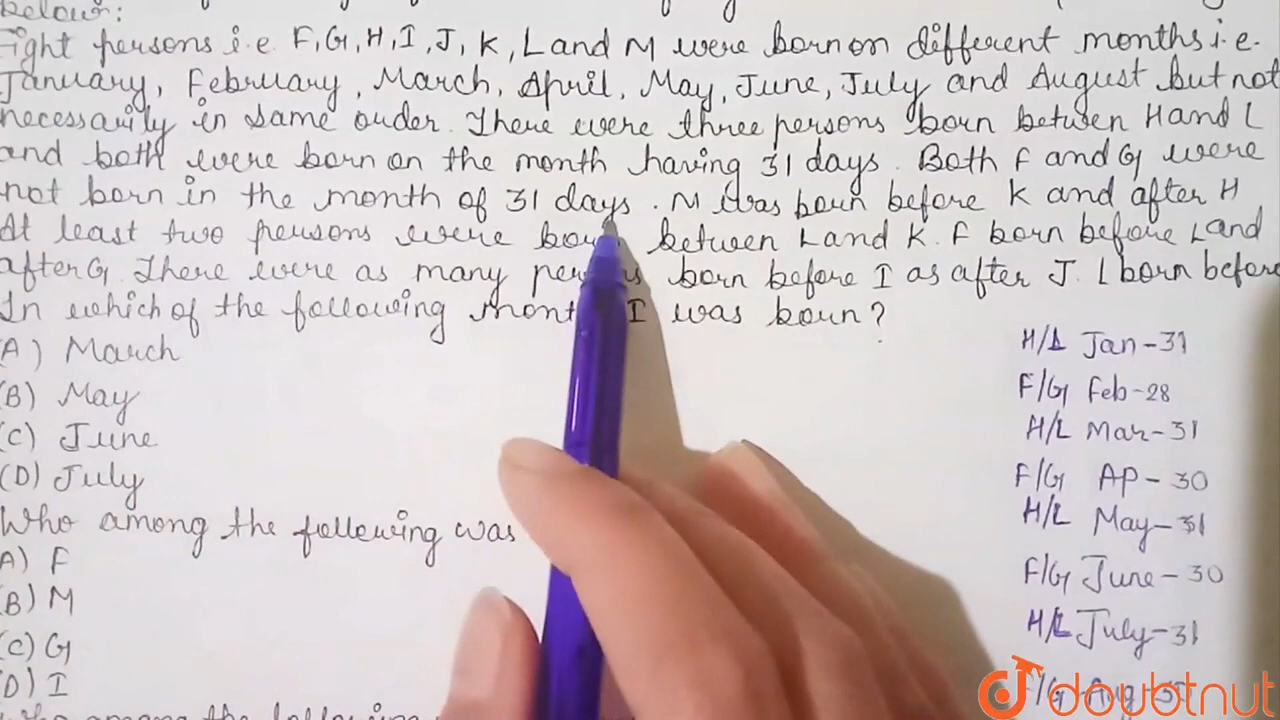 below:
Eight persons i.e. F, G, H, I, J, K, L and M were born on different months i.e.
January, February, March, April, May, June, July and August but not
necessarily in same order. There were three persons born between H and L
and both were born on the month having 31 days. Both F and G were
not born in the month of 31 days. M was born before K and after H
At least two persons were between L and K. F born before L and
after G. There were as many born before I as after J. L born before
In which of the following I was born?
(A) March
(B) May
(C) June
(D) July
Who among the following was
A) F
(B) M
(C) G
(D) I
among the following
H/L Jan-31
F/G Feb-28
H/L Mar-31
F/G AP-30
H/L May-31
F/G June-30
H/L July-31
F/G Aug
doubtnut